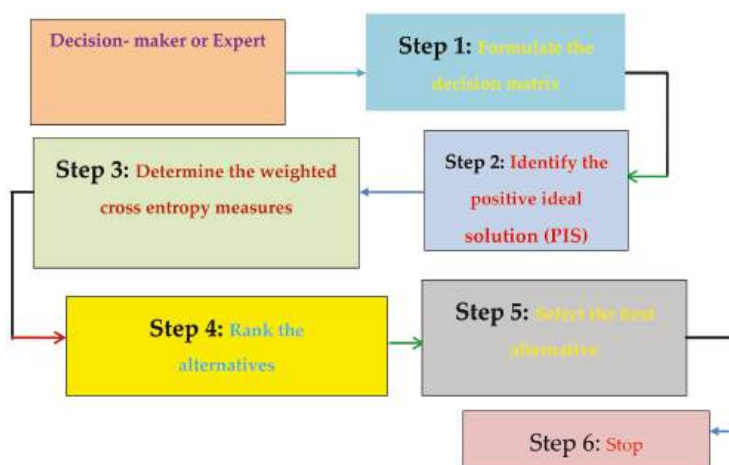 Decision- maker or Expert
Step 1: Formulate the
decision matrix
Step 2: Identify the
positive ideal
solution (PIS)
Step 3: Determine the weighted
cross entropy measures
Step 4: Rank the
alternatives
Step 5: Select the best
alternative
Step 6: Stop